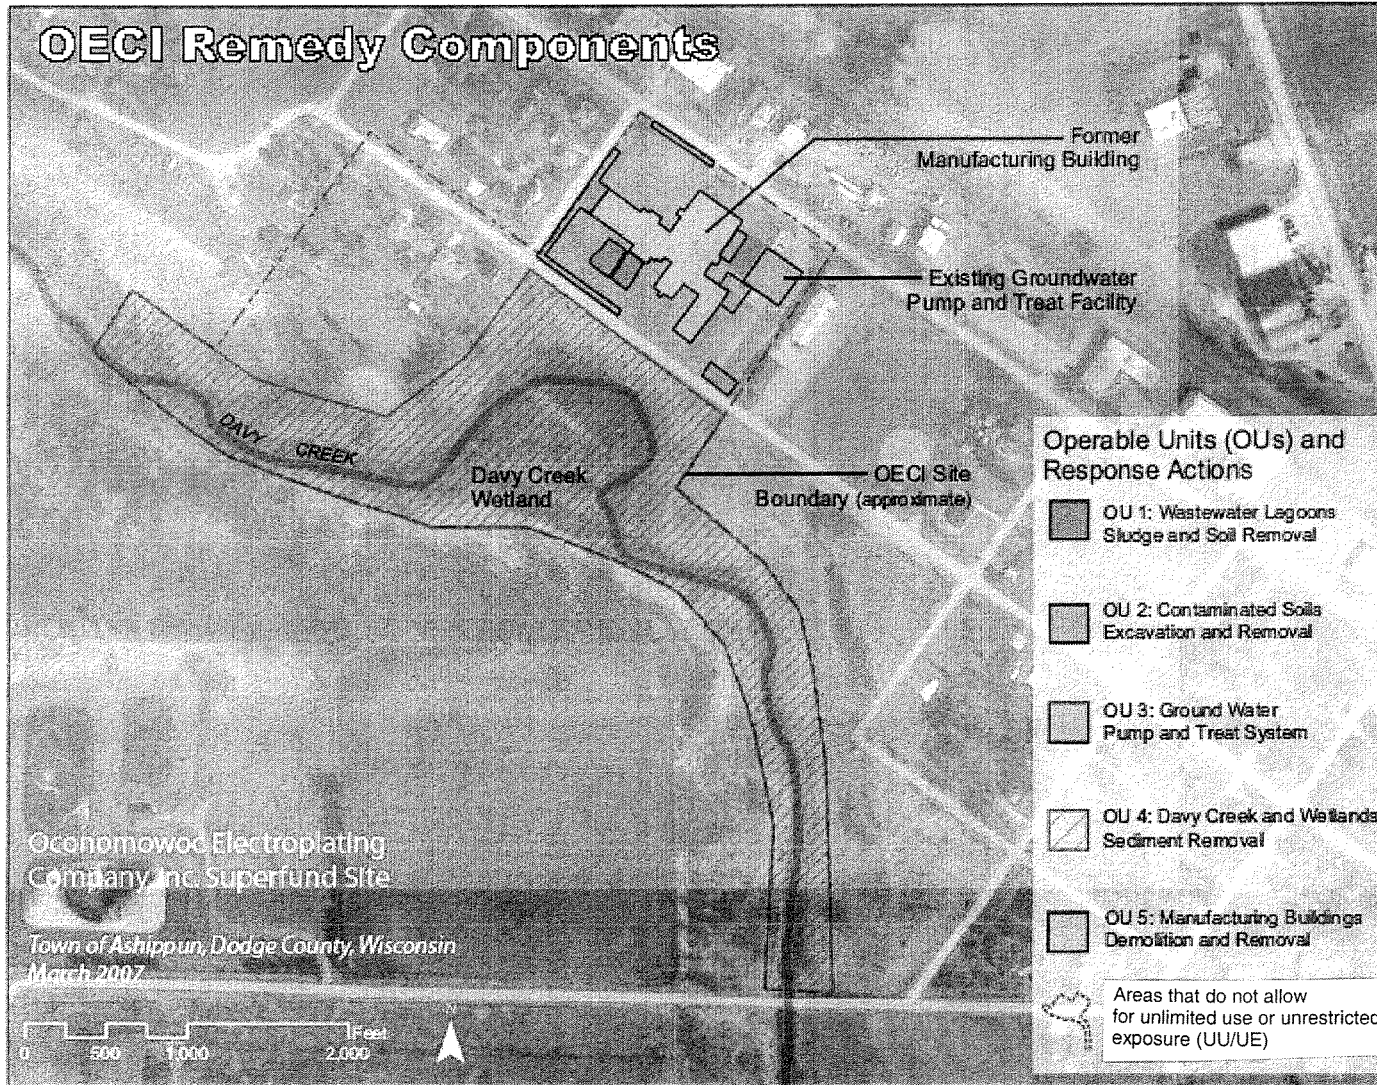 OECI Remedy Components
Former
Manufacturing Building
Existing Groundwater
Pump and Treat Facility
DAVY CREEK
Davy Creek
Wetland
OECI Site
Boundary (approximate)
Operable Units (OUs) and
Response Actions
OU 1: Wastewater Lagoons
Sludge and Soil Removal
OU 2: Contaminated Soils
Excavation and Removal
OU 3: Ground Water
Pump and Treat System
OU 4: Davy Creek and Wetlands
Sediment Removal
OU 5: Manufacturing Buildings
Demolition and Removal
Areas that do not allow
for unlimited use or unrestricted
exposure (UU/UE)
Oconomowoc Electroplating
Company Inc. Superfund Site
Town of Ashippun, Dodge County, Wisconsin
March 2007
Feet
0 500 1,000 2,000